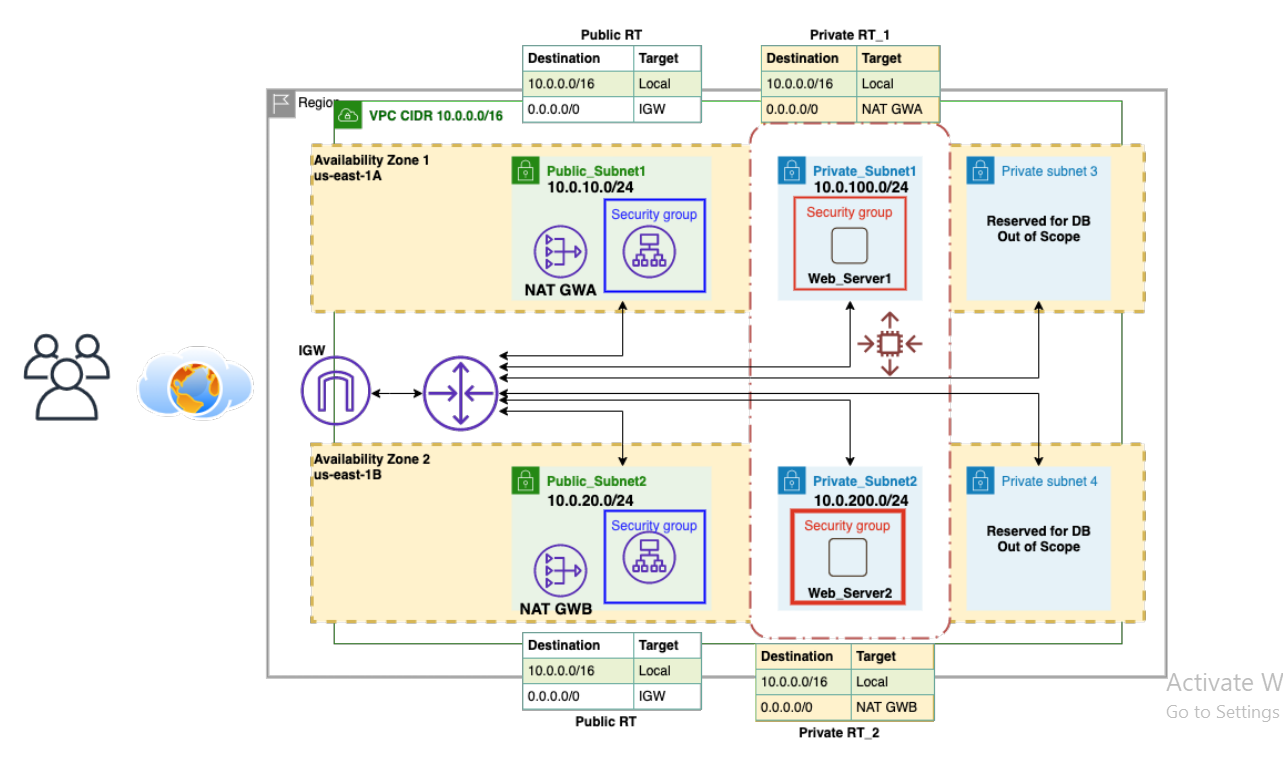 Public RT
Destination Target
10.0.0.0/16 Local
0.0.0.0/0 IGW
Private RT_1
Destination Target
10.0.0.0/16 Local
0.0.0.0/0 NAT GWA
Region
VPC CIDR 10.0.0.0/16
Availability Zone 1
us-east-1A
Public_Subnet1
10.0.10.0/24
Security group
NAT GWA
Private_Subnet1
10.0.100.0/24
Security group
Web_Server1
Private subnet 3
Reserved for DB
Out of Scope
IGW
Availability Zone 2
us-east-1B
Public_Subnet2
10.0.20.0/24
Security group
NAT GWB
Private_Subnet2
10.0.200.0/24
Security group
Web_Server2
Private subnet 4
Reserved for DB
Out of Scope
Destination Target
10.0.0.0/16 Local
0.0.0.0/0 IGW
Public RT
Destination Target
10.0.0.0/16 Local
0.0.0.0/0 NAT GWB
Private RT_2
Activate W
Go to Settings